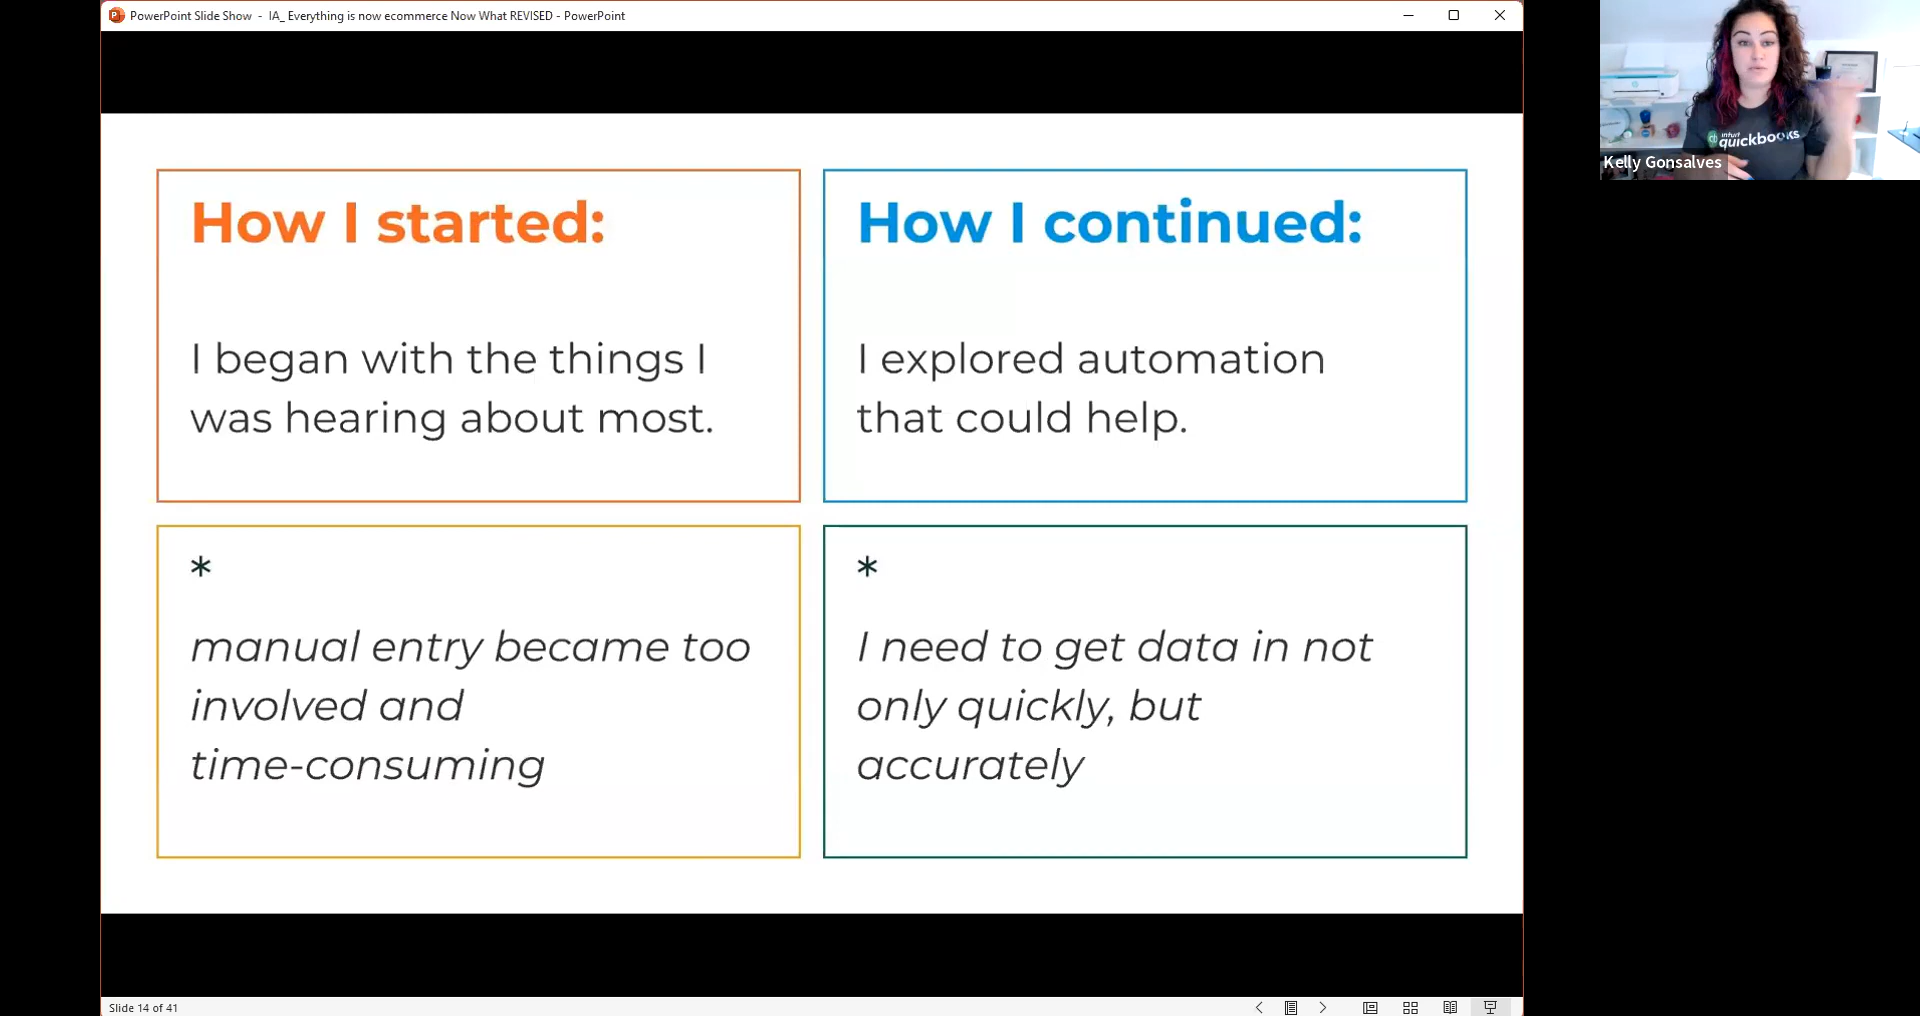 PowerPoint Slide Show - IA_ Everything is now ecommerce Now What REVISED - PowerPoint
How I started:
I began with the things I
was hearing about most.
How I continued:
I explored automation
that could help.
*
manual entry became too
involved and
time-consuming
*
I need to get data in not
only quickly, but
accurately
Slide 14 of 41
intuit
quickbooks
Kelly Gonsalves